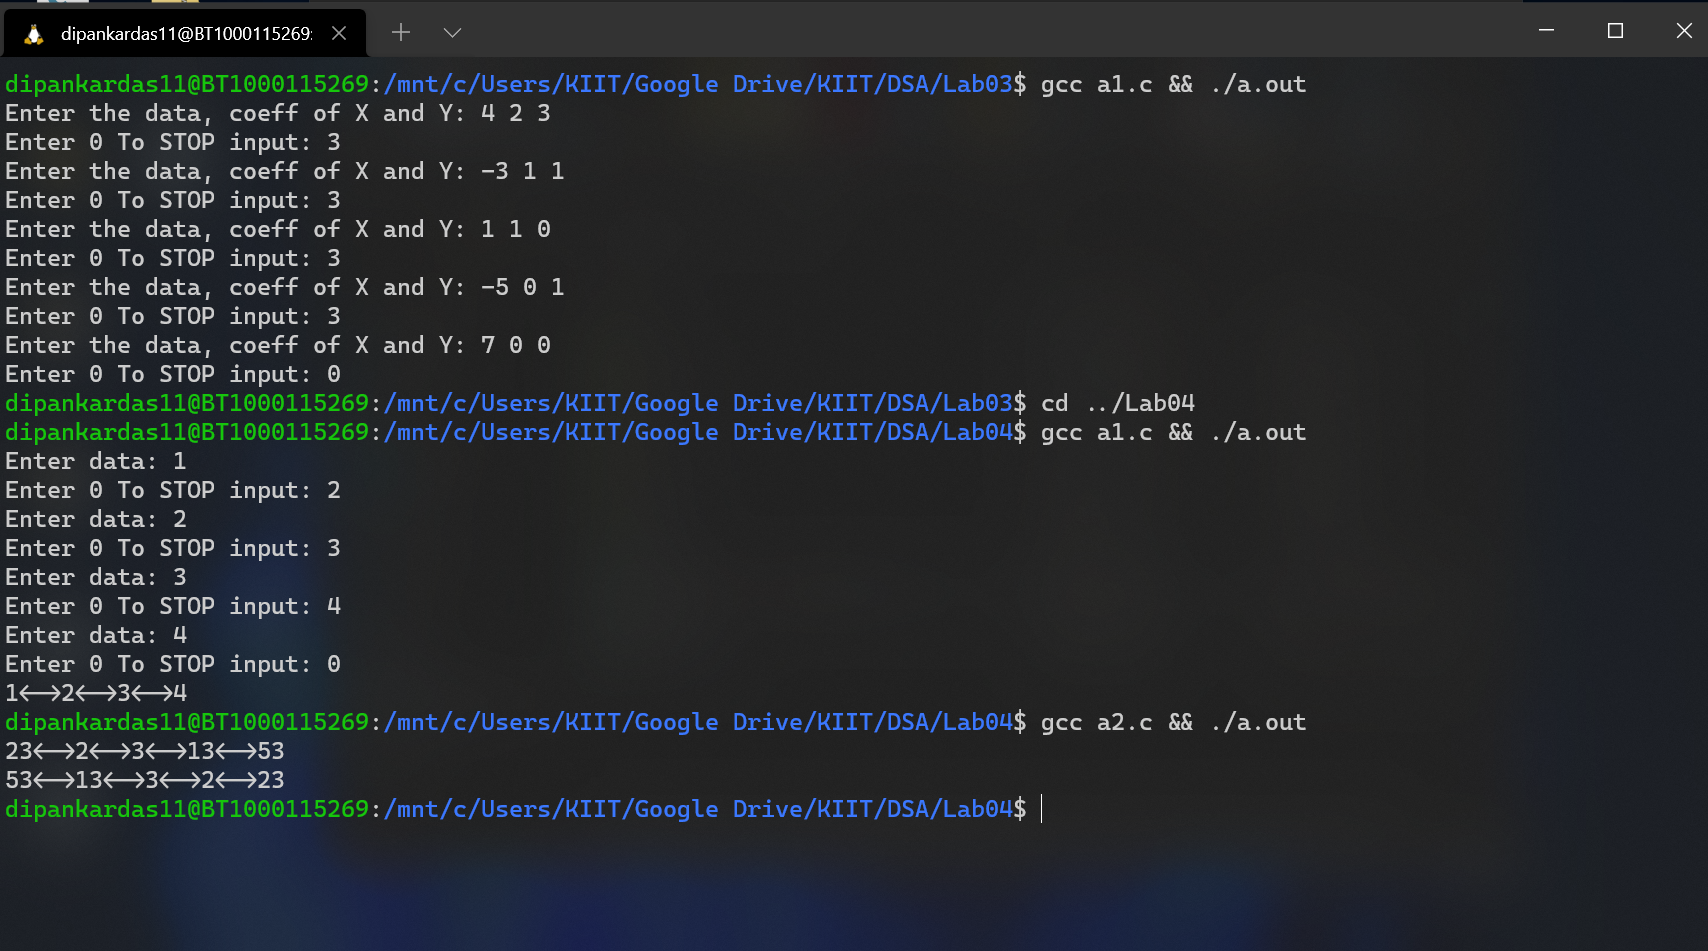 dipankardas11@BT1000115269:
dipankardas11@BT1000115269:/mnt/c/Users/KIIT/Google Drive/KIIT/DSA/Lab03$ gcc a1.c && ./a.out
Enter the data, coeff of X and Y: 4 2 3
Enter 0 To STOP input: 3
Enter the data, coeff of X and Y: -3 1 1
Enter 0 To STOP input: 3
Enter the data, coeff of X and Y: 1 1 0
Enter 0 To STOP input: 3
Enter the data, coeff of X and Y: -5 0 1
Enter 0 To STOP input: 3
Enter the data, coeff of X and Y: 7 0 0
Enter 0 To STOP input: 0
dipankardas11@BT1000115269:/mnt/c/Users/KIIT/Google Drive/KIIT/DSA/Lab03$ cd ../Lab04
dipankardas11@BT1000115269:/mnt/c/Users/KIIT/Google Drive/KIIT/DSA/Lab04$ gcc a1.c && ./a.out
Enter data: 1
Enter 0 To STOP input: 2
Enter data: 2
Enter 0 To STOP input: 3
Enter data: 3
Enter 0 To STOP input: 4
Enter data: 4
Enter 0 To STOP input: 0
1<-->2<-->3<-->4
dipankardas11@BT1000115269:/mnt/c/Users/KIIT/Google Drive/KIIT/DSA/Lab04$ gcc a2.c && ./a.out
23<-->2<-->3<-->13<-->53
53<-->13<-->3<-->2<-->23
dipankardas11@BT1000115269:/mnt/c/Users/KIIT/Google Drive/KIIT/DSA/Lab04$